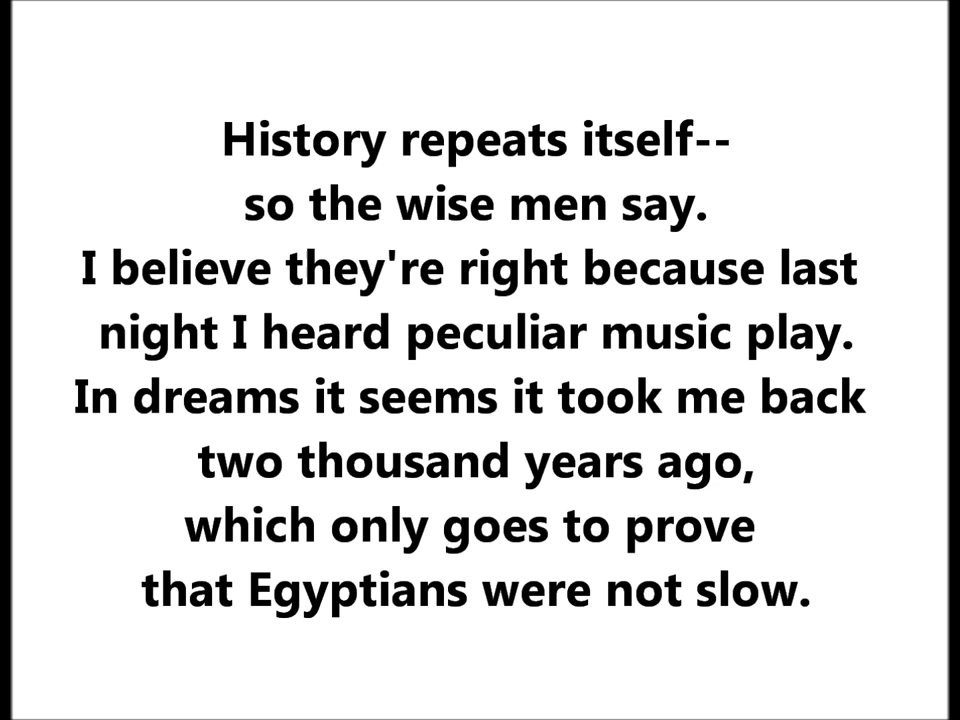 History repeats itself--
so the wise men say.
I believe they're right because last
night I heard peculiar music play.
In dreams it seems it took me back
two thousand years ago,
which only goes to prove
that Egyptians were not slow.